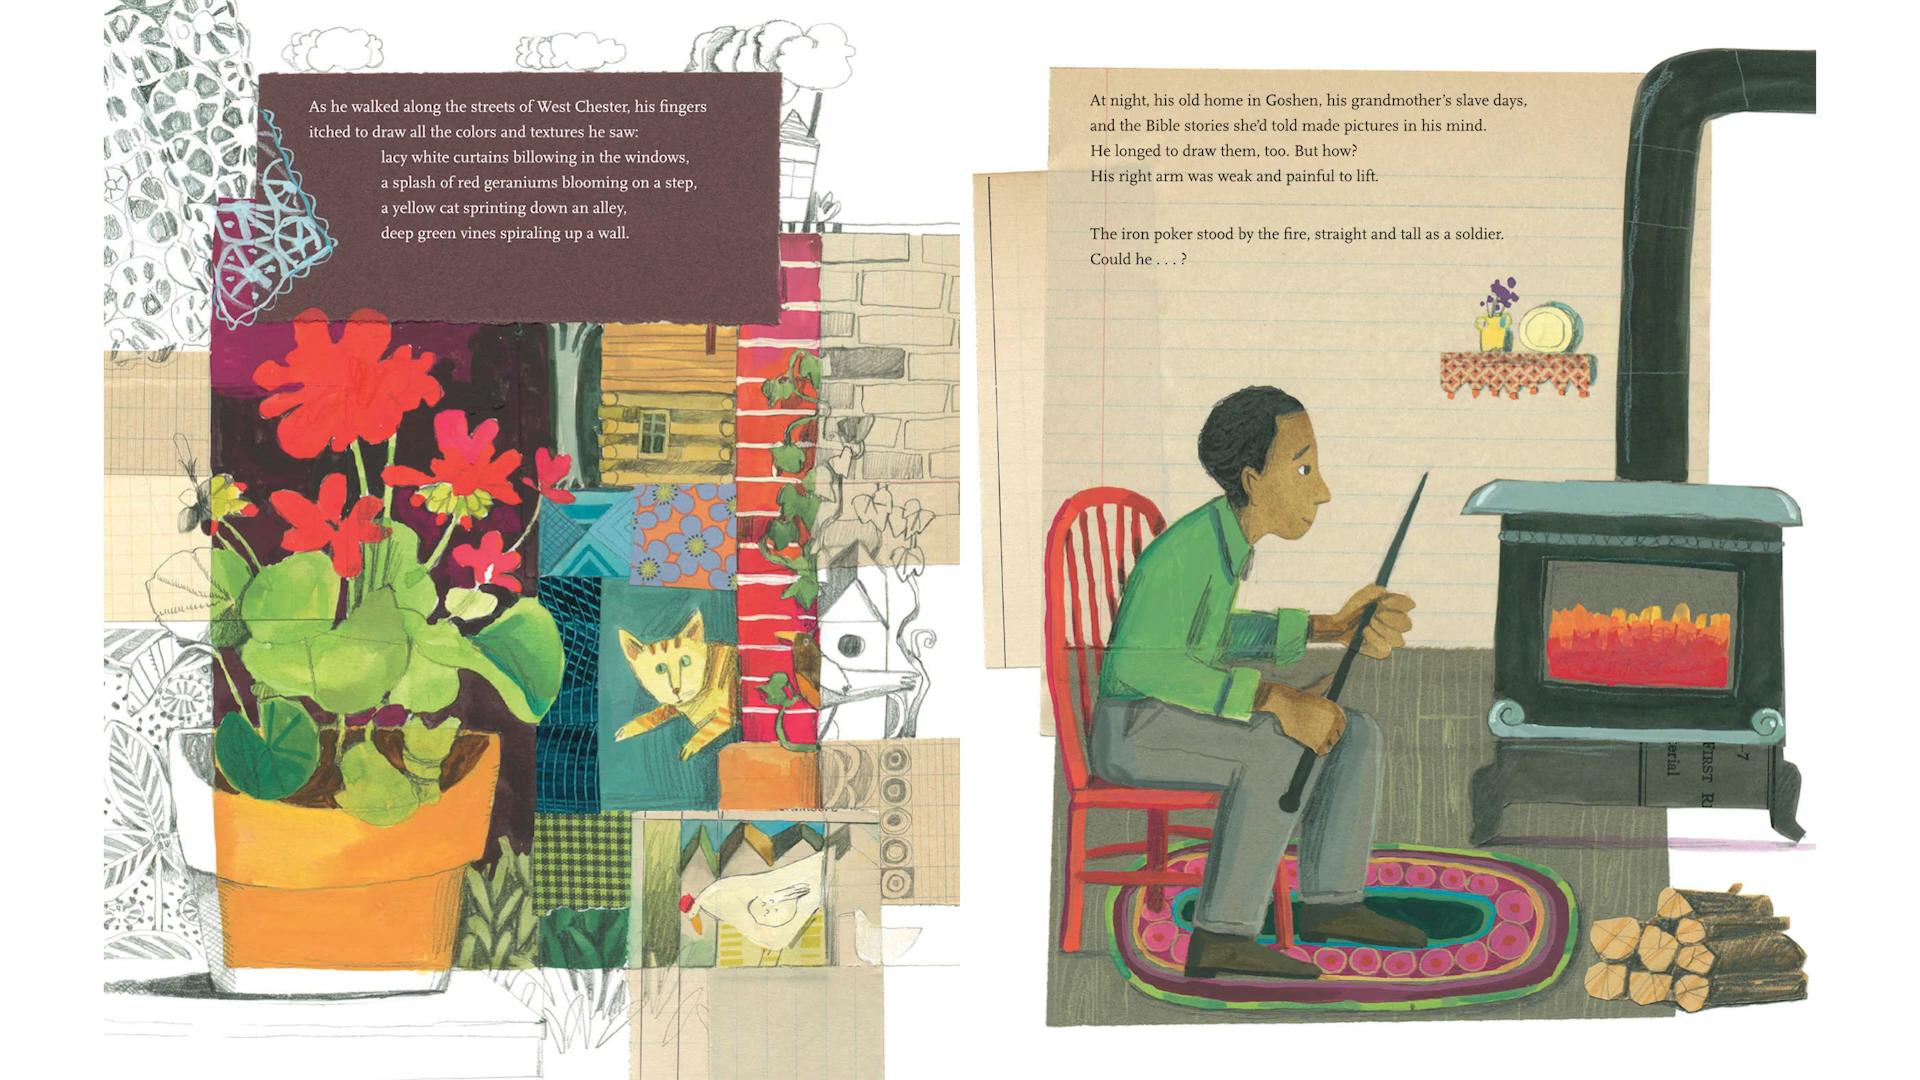 As he walked along the streets of West Chester, his fingers
itched to draw all the colors and textures he saw:
lacy white curtains billowing in the windows,
a splash of red geraniums blooming on a step,
a yellow cat sprinting down an alley,
deep green vines spiraling up a wall.
At night, his old home in Goshen, his grandmother’s slave days,
and the Bible stories she’d told made pictures in his mind.
He longed to draw them, too. But how?
His right arm was weak and painful to lift.
The iron poker stood by the fire, straight and tall as a soldier.
Could he . . . ?
–7
FIRST R
erial